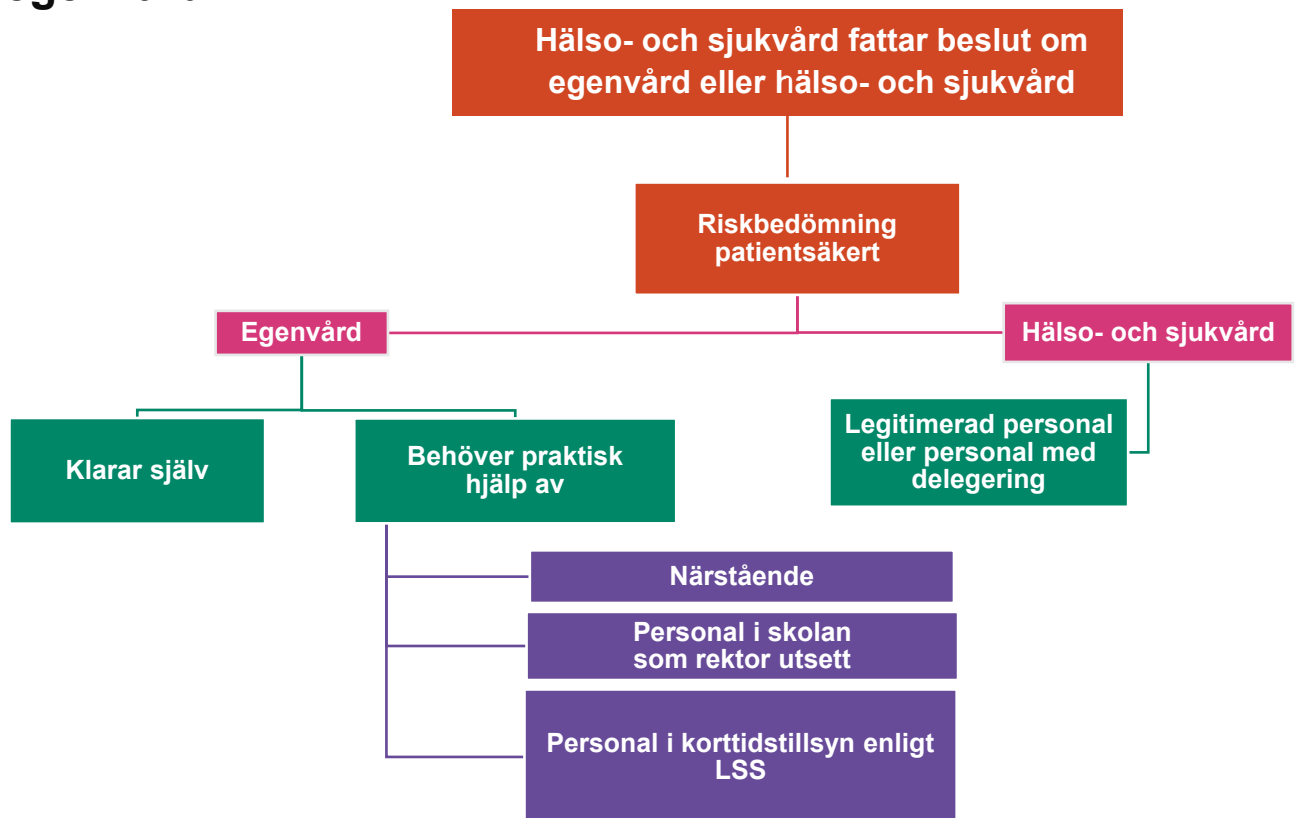 Hälso- och sjukvård fattar beslut om
egenvård eller hälso- och sjukvård
Riskbedömning
patientsäkert
Egenvård
Hälso- och sjukvård
Klarar själv
Behöver praktisk
hjälp av
Legitimerad personal
eller personal med
delegering
Närstående
Personal i skolan
som rektor utsett
Personal i korttidstillsyn enligt
LSS